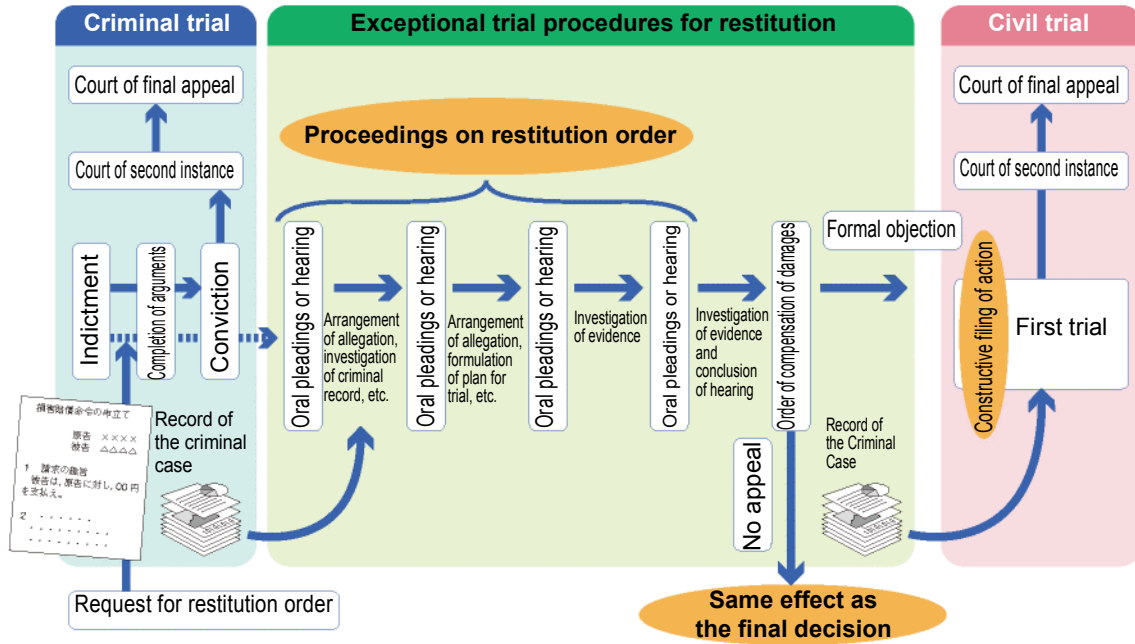 Criminal trial
Exceptional trial procedures for restitution
Civil trial
Court of final appeal
Court of second instance
Indictment
Completion of arguments
Conviction
損害賠償命令の申立て
原告 ××××
被告 △△△△
1 請求の趣旨
被告は,原告に対し,○○円
を支払え。
2 ・・・・・・
・・・・・・・・・
・・・・・・・・・
Record of
the criminal
case
Request for restitution order
Proceedings on restitution order
Oral pleadings or hearing
Arrangement
of allegation,
investigation
of criminal
record, etc.
Oral pleadings or hearing
Arrangement
of allegation,
formulation
of plan for
trial, etc.
Oral pleadings or hearing
Investigation
of evidence
Oral pleadings or hearing
Investigation
of evidence
and
conclusion
of hearing
Order of compensation of damages
Formal objection
No appeal
Record of
the Criminal
Case
Same effect as
the final decision
Court of final appeal
Court of second instance
Constructive filing of action
First trial